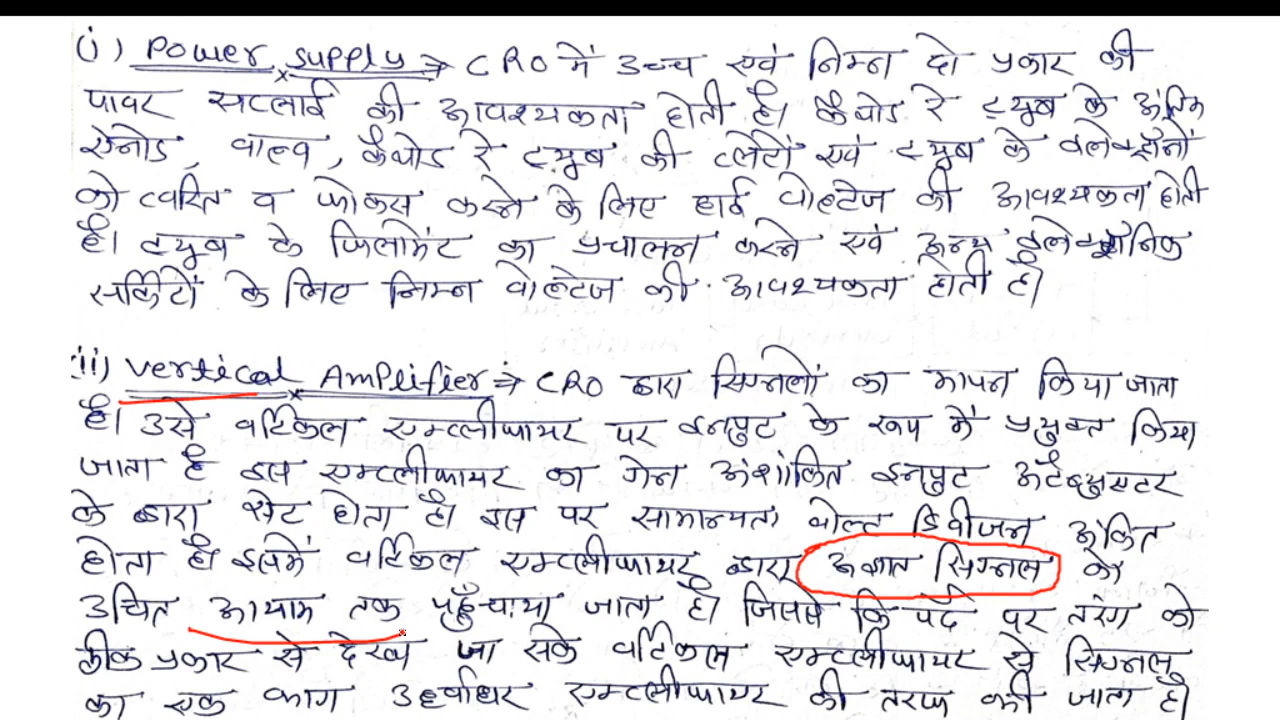 (i) Power supply ⇒ CRO में उच्च एवं निम्न दो प्रकार की
पावर सप्लाई की आवश्यकता होती है। कैथोड रे ट्यूब के अंतिम
एनोड, वाल्व, कैथोड रे ट्यूब की प्लेटों एवं ट्यूब के इलेक्ट्रॉनों
को त्वरित व फोकस करने के लिए हाई वोल्टेज की आवश्यकता होती
है। ट्यूब के फिलामेंट का प्रचालन करने एवं अन्य इलेक्ट्रॉनिक
सर्किटों के लिए निम्न वोल्टेज की आवश्यकता होती है।
(ii) Vertical Amplifier ⇒ CRO द्वारा सिग्नलों का मापन किया जाता
है। उसे वर्टिकल एम्पलीफायर पर इनपुट के रूप में प्रयुक्त किया
जाता है इस एम्पलीफायर का गेन अंशांकित इनपुट अटैन्युएटर
के द्वारा सेट होता है। इस पर सामान्यतः वोल्ट डिवीजन अंकित
होता है इसमें वर्टिकल एम्पलीफायर द्वारा अज्ञात सिग्नल को
उचित आयाम तक पहुँचाया जाता है। जिससे कि पर्दे पर तरंग को
ठीक प्रकार से देखा जा सके वर्टिकल एम्पलीफायर से सिग्नल
का एक भाग उर्ध्वाधर एम्पलीफायर की तरफ की जाता है।